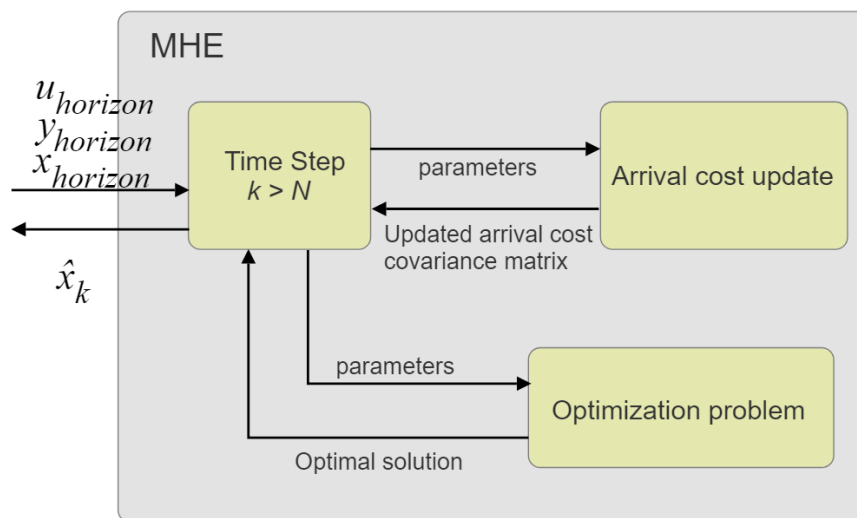 MHE
u_horizon
y_horizon
x_horizon
Time Step
k > N
parameters
Arrival cost update
Updated arrival cost
covariance matrix
x̂_k
parameters
Optimization problem
Optimal solution